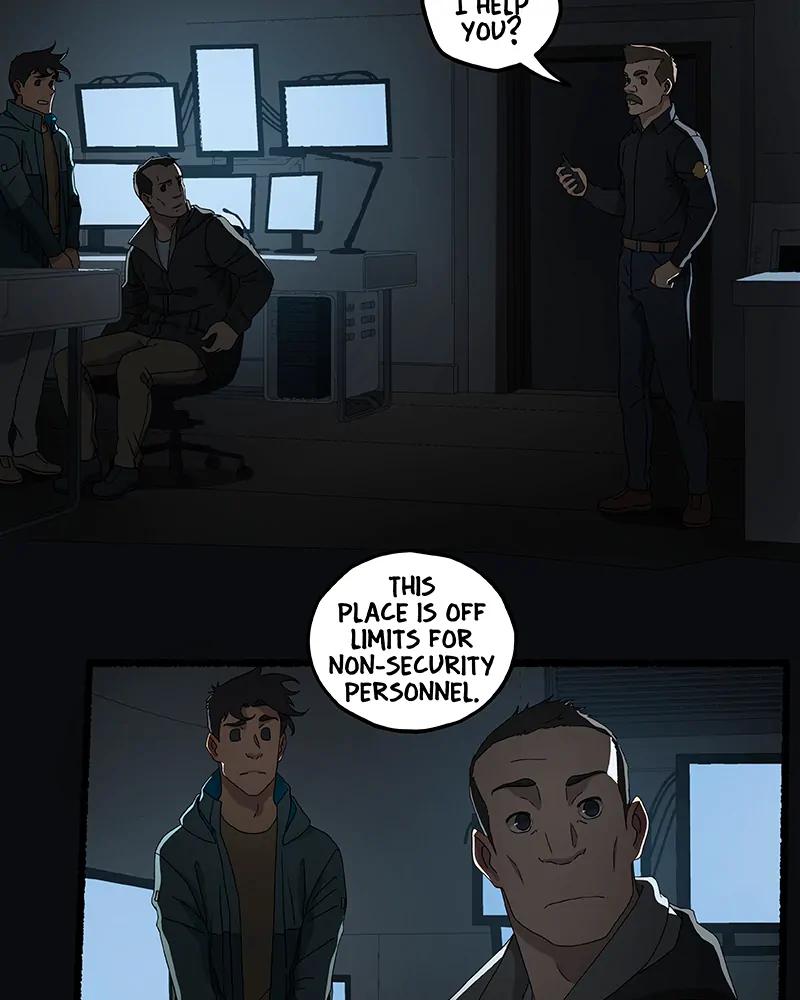 I HELP
YOU?
THIS
PLACE IS OFF
LIMITS FOR
NON-SECURITY
PERSONNEL.